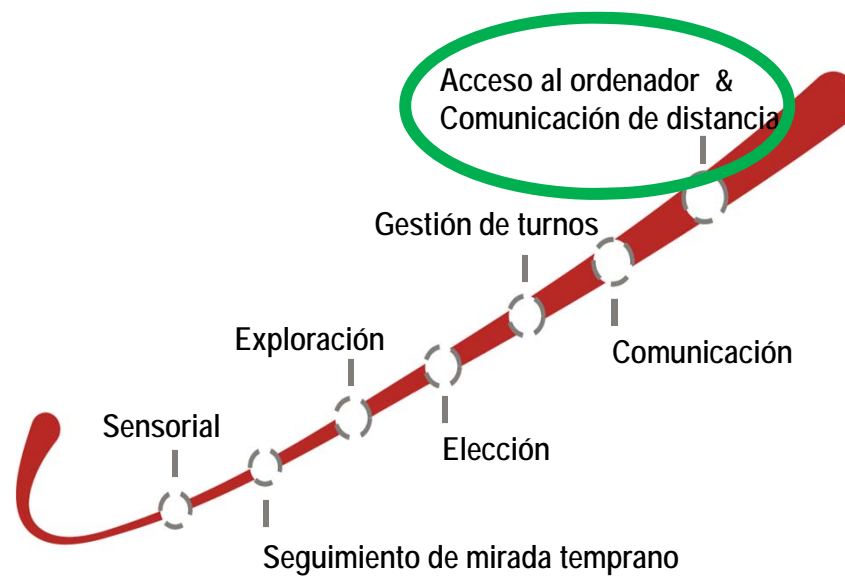 Acceso al ordenador &
Comunicación de distancia
Gestión de turnos
Comunicación
Exploración
Elección
Sensorial
Seguimiento de mirada temprano